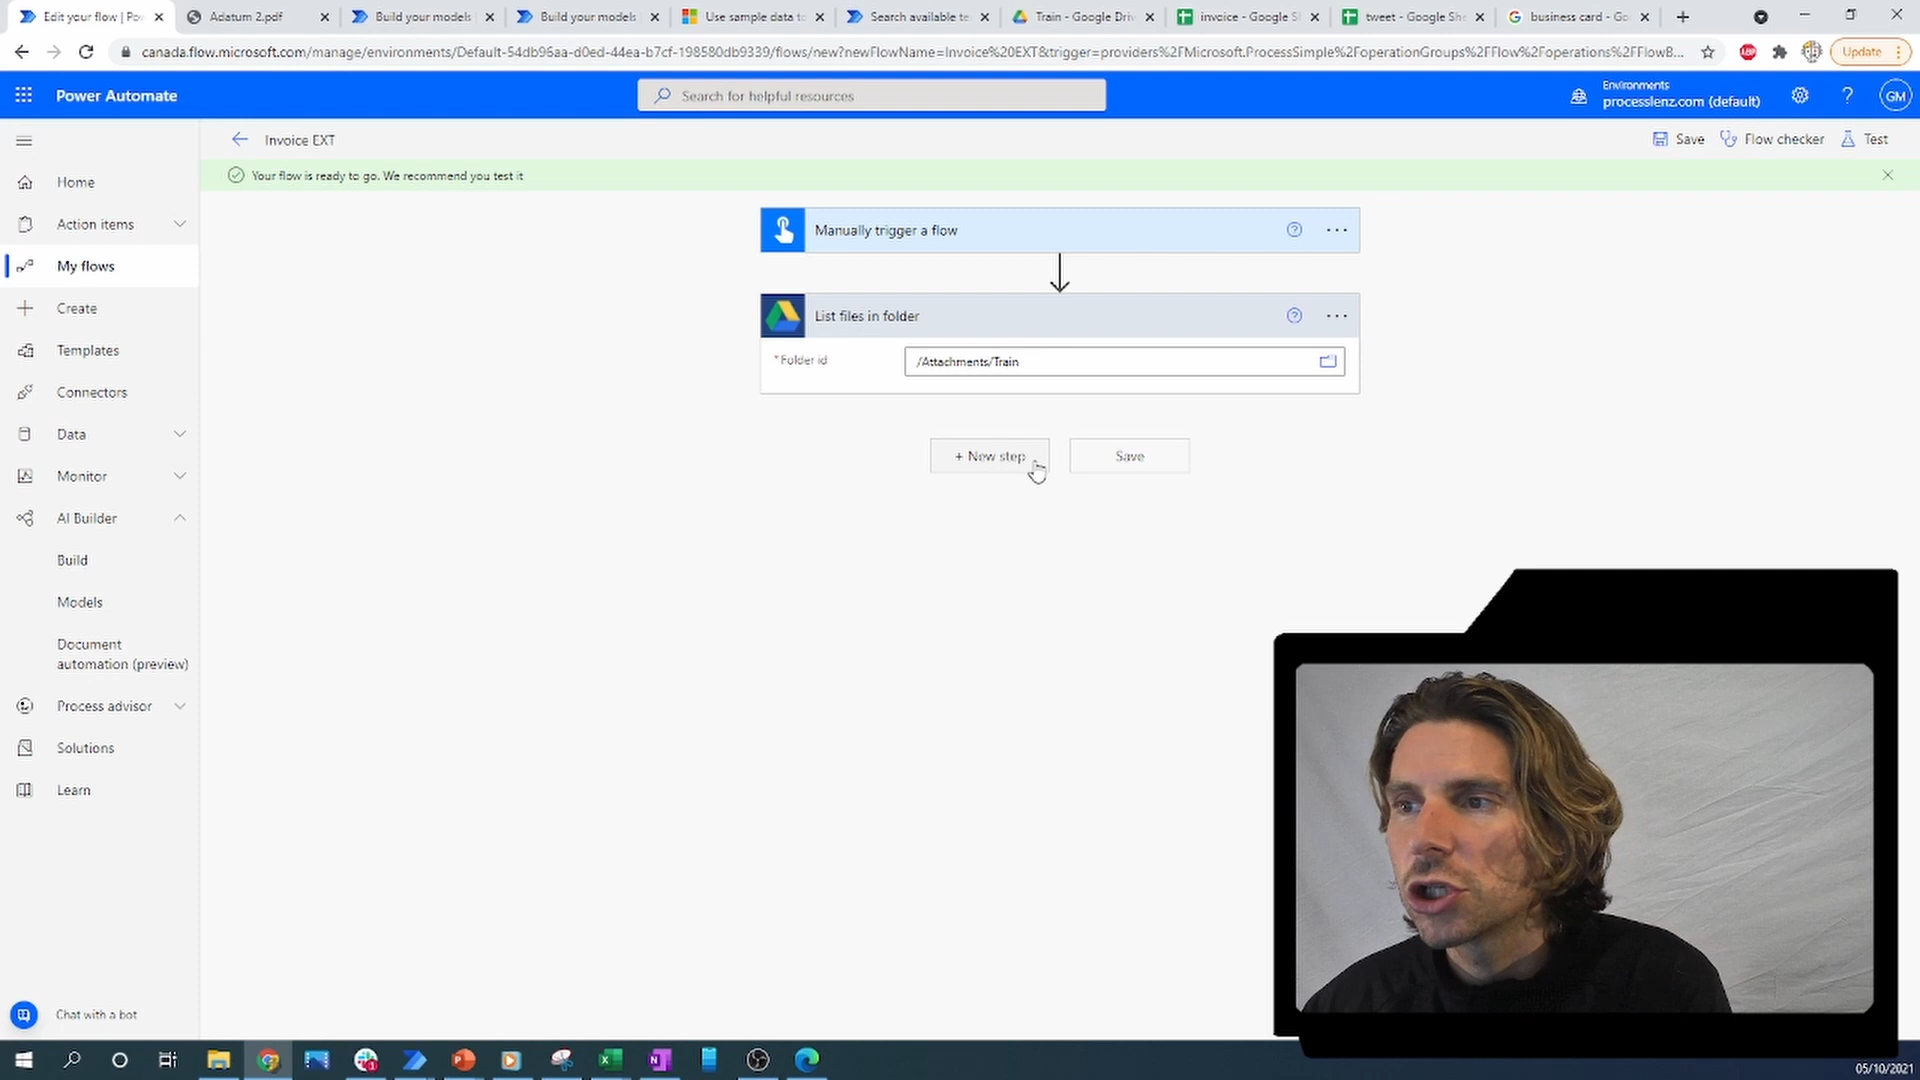 Edit your flow | Po
Adatum 2.pdf
Build your models
Build your models
Use sample data to
Search available te
Train - Google Driv
invoice - Google Sh
tweet - Google She
business card - Go
canada.flow.microsoft.com/manage/environments/Default-54db96aa-d0ed-44ea-b7cf-198580db9339/flows/new?newFlowName=Invoice%20EXT&trigger=providers%2FMicrosoft.ProcessSimple%2FoperationGroups%2FFlow%2Foperations%2FFlowB...
Update
Power Automate
Search for helpful resources
Environments
processlenz.com (default)
?
GM
Invoice EXT
Save
Flow checker
Test
Your flow is ready to go. We recommend you test it
Home
Action items
My flows
Create
Templates
Connectors
Data
Monitor
AI Builder
Build
Models
Document
automation (preview)
Process advisor
Solutions
Learn
Chat with a bot
Manually trigger a flow
List files in folder
* Folder id
/Attachments/Train
+ New step
Save
05/10/2021